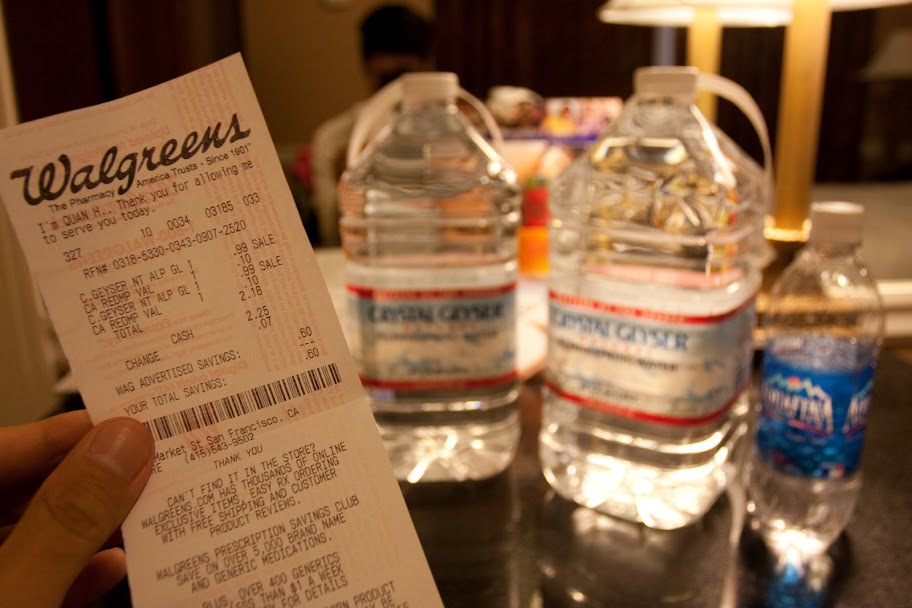 Walgreens
The Pharmacy America Trusts • Since 1901
I'm QUAN H.. Thank you for allowing me
to serve you today.
327 10 0034 03185 033
RFN# 0318-5330-0343-0907-2520
C.GEYSER NT ALP GL 1 .99 SALE
CA REDMP VAL 1 .10
C.GEYSER NT ALP GL 1 .99 SALE
CA REDMP VAL 1 .10
TOTAL 2.18
CASH 2.25
CHANGE .07
WAG ADVERTISED SAVINGS: .60
YOUR TOTAL SAVINGS: .60
Market St San Francisco, CA
(415)543-9502
THANK YOU
CAN'T FIND IT IN THE STORE?
WALGREENS.COM HAS THOUSANDS OF ONLINE
EXCLUSIVE ITEMS, EASY RX ORDERING
WITH FREE SHIPPING AND CUSTOMER
PRODUCT REVIEWS.
WALGREENS PRESCRIPTION SAVINGS CLUB
SAVE ON OVER 5,000 BRAND NAME
AND GENERIC MEDICATIONS.
PLUS, OVER 400 GENERICS
LESS THAN $1 A WEEK
FOR DETAILS
PRODUCT
CRYSTAL GEYSER
CRYSTAL GEYSER
AQUAFINA